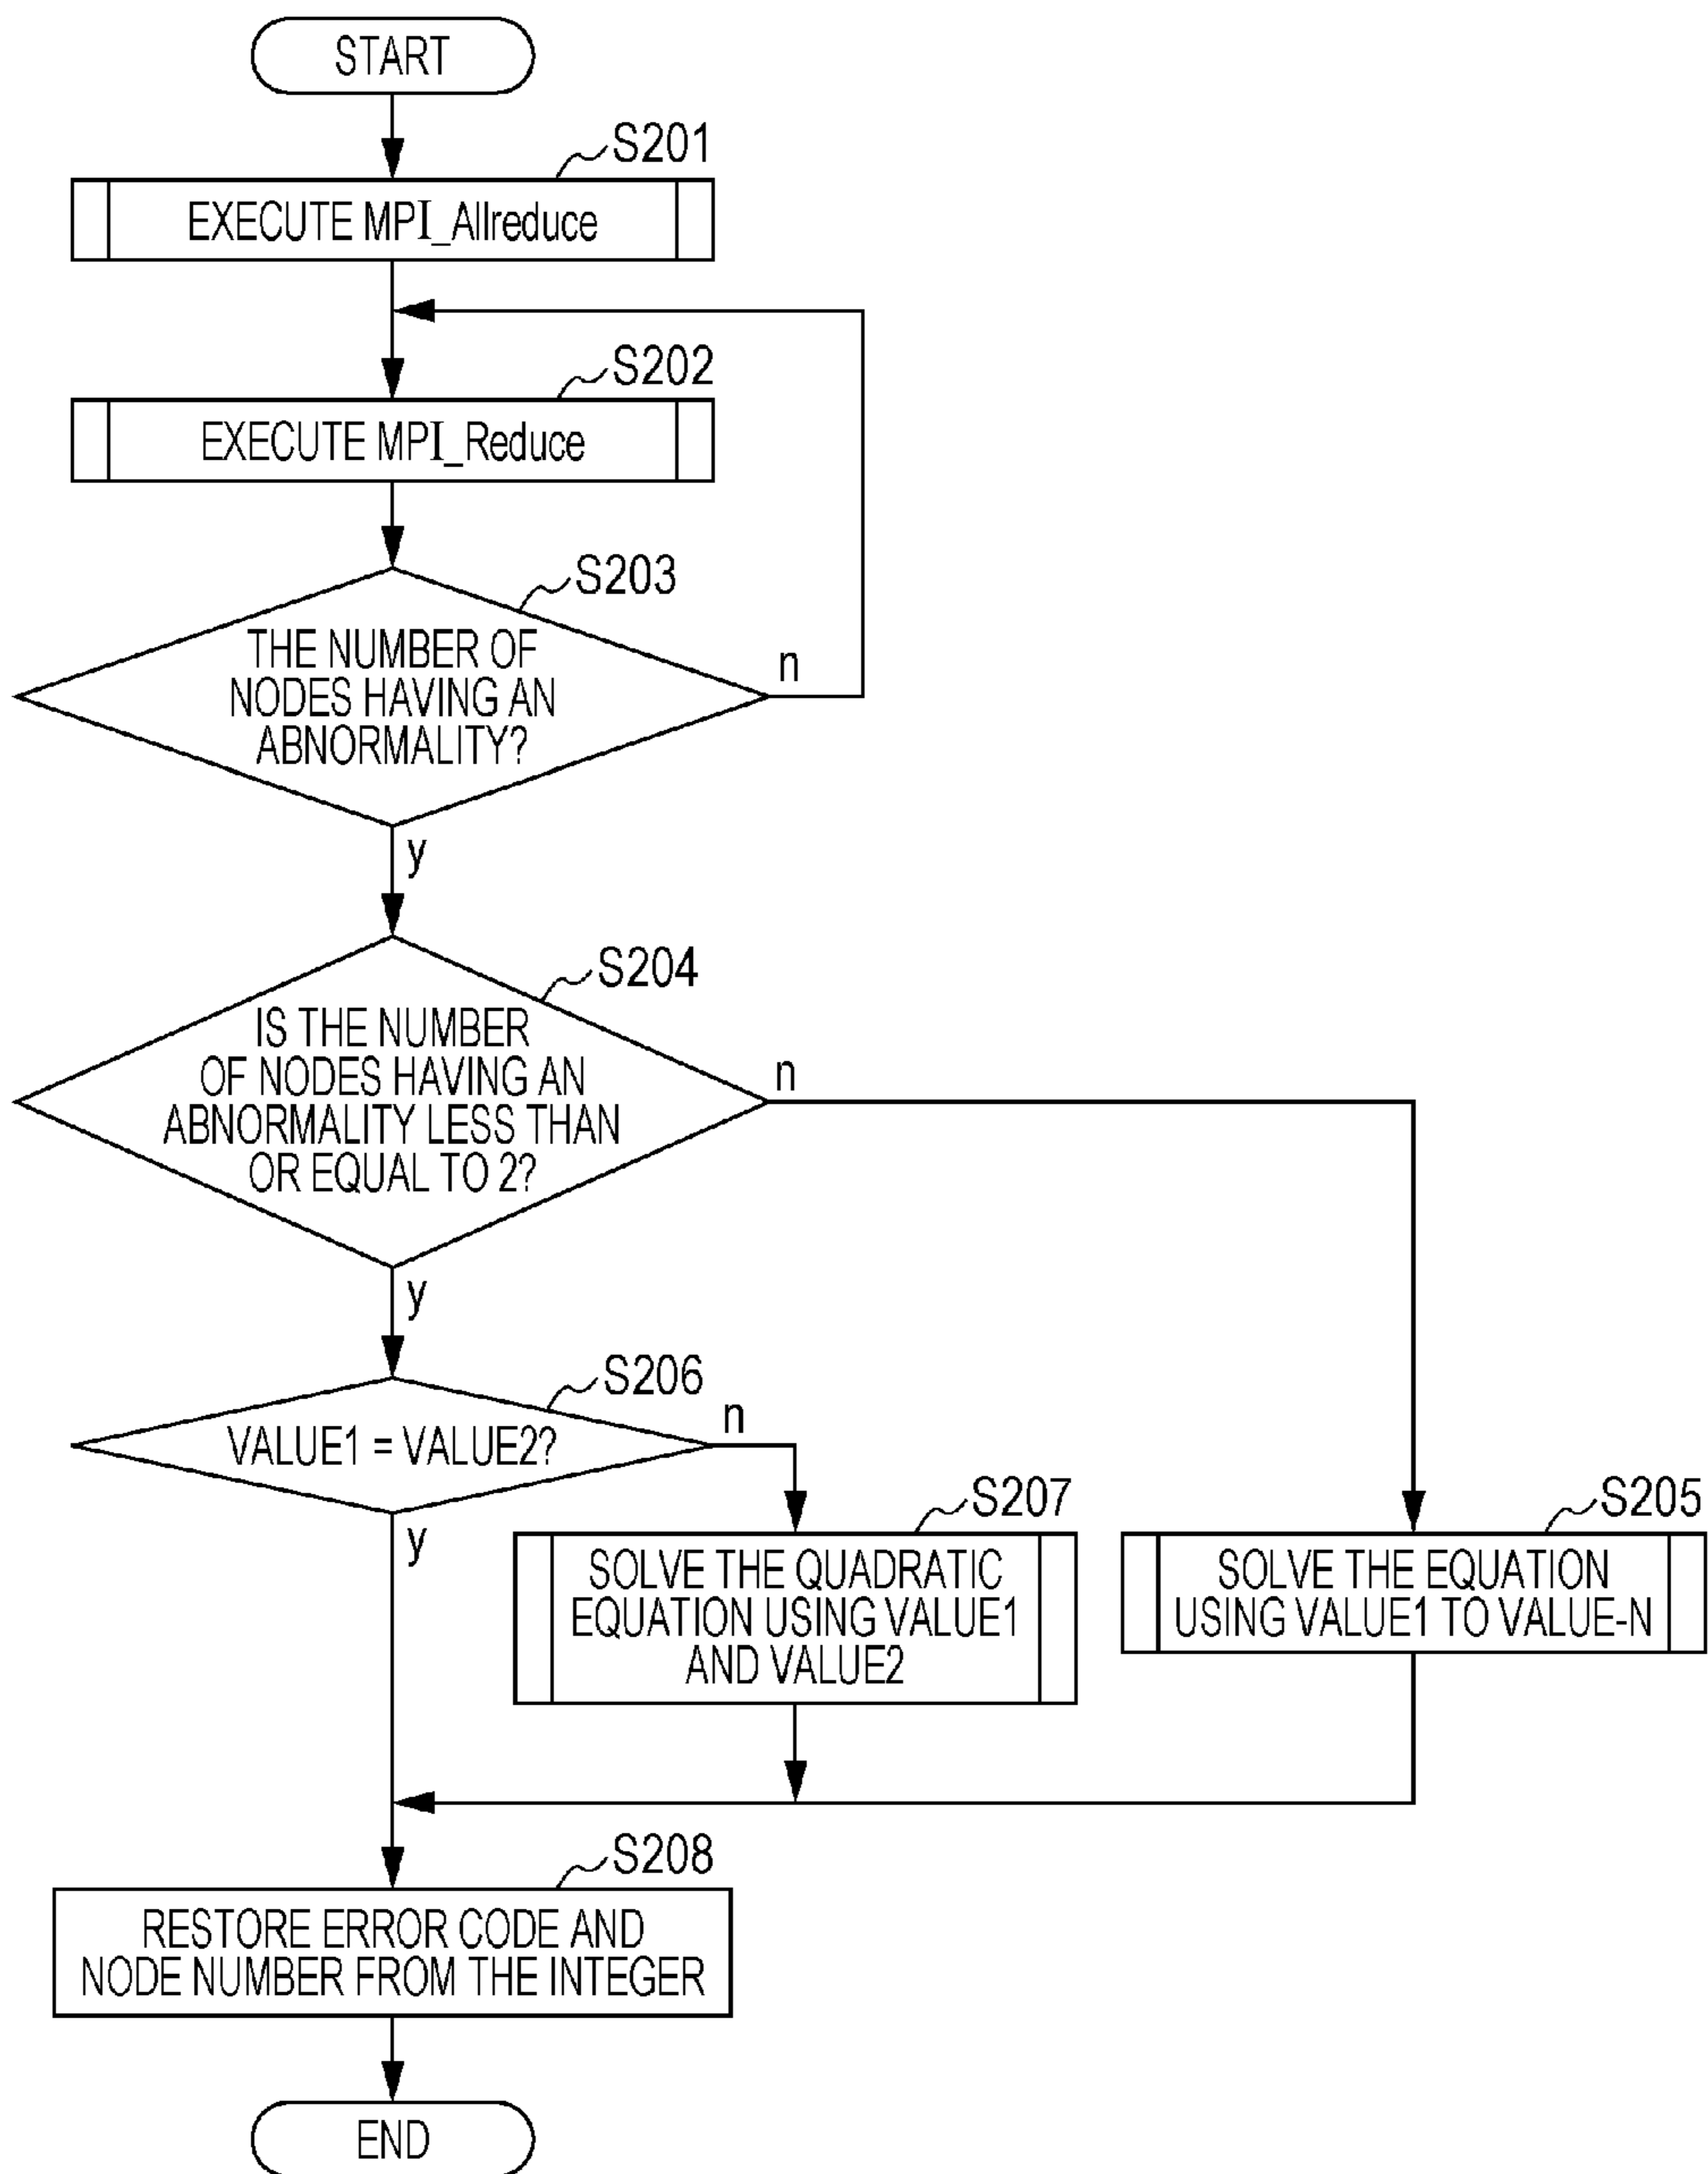 START
S201
EXECUTE MPI_Allreduce
S202
EXECUTE MPI_Reduce
S203
THE NUMBER OF
NODES HAVING AN
ABNORMALITY?
n
y
S204
IS THE NUMBER
OF NODES HAVING AN
ABNORMALITY LESS THAN
OR EQUAL TO 2?
n
y
S206
VALUE1 = VALUE2?
n
y
S207
SOLVE THE QUADRATIC
EQUATION USING VALUE1
AND VALUE2
S205
SOLVE THE EQUATION
USING VALUE1 TO VALUE-N
S208
RESTORE ERROR CODE AND
NODE NUMBER FROM THE INTEGER
END